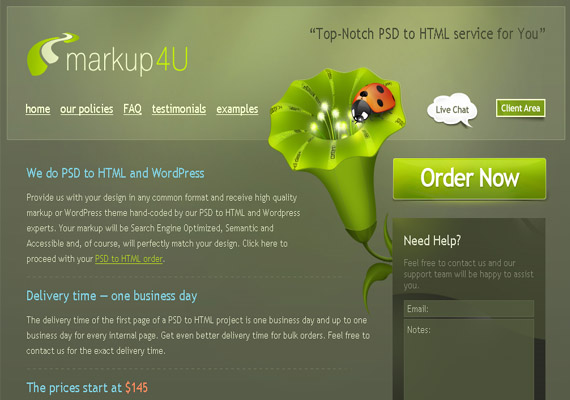 "Top-Notch PSD to HTML service for You"
markup4U
home our policies FAQ testimonials examples
Live Chat
Client Area
We do PSD to HTML and WordPress
Provide us with your design in any common format and receive high quality
markup or WordPress theme hand-coded by our PSD to HTML and Wordpress
experts. Your markup will be Search Engine Optimized, Semantic and
Accessible and, of course, will perfectly match your design. Click here to
proceed with your PSD to HTML order.
Delivery time — one business day
The delivery time of the first page of a PSD to HTML project is one business day and up to one
business day for every internal page. Get even better delivery time for bulk orders. Feel free to
contact us for the exact delivery time.
The prices start at $145
Order Now
Need Help?
Feel free to contact us and our
support team will be happy to assist
you.
Email:
Notes: